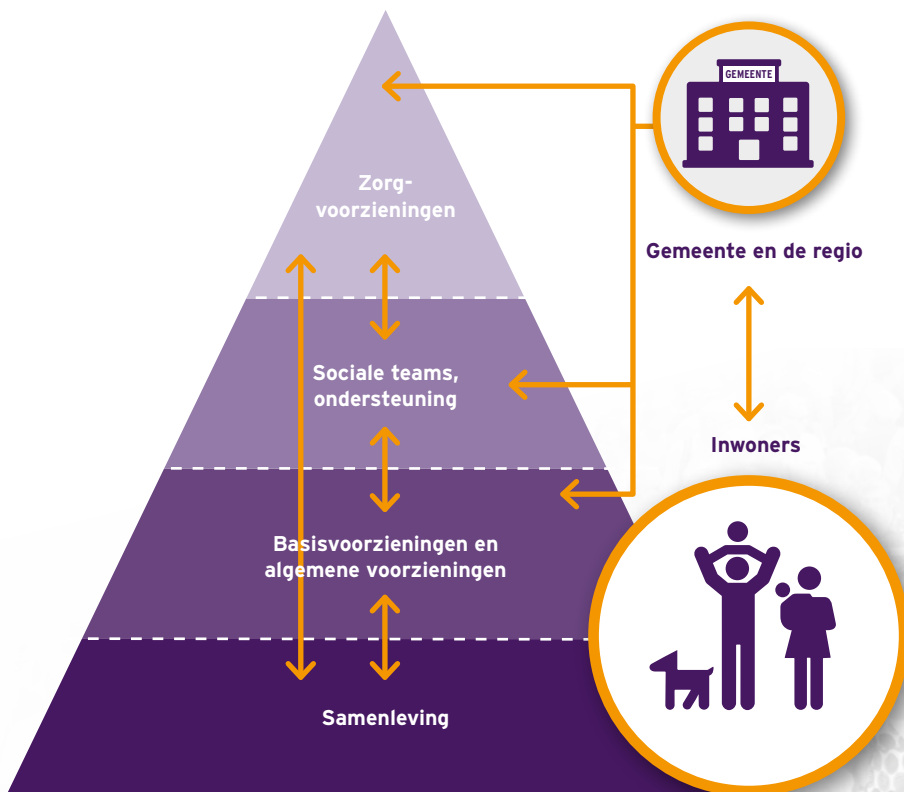 GEMEENTE
Zorg-
voorzieningen
Gemeente en de regio
Sociale teams,
ondersteuning
Inwoners
Basisvoorzieningen en
algemene voorzieningen
Samenleving